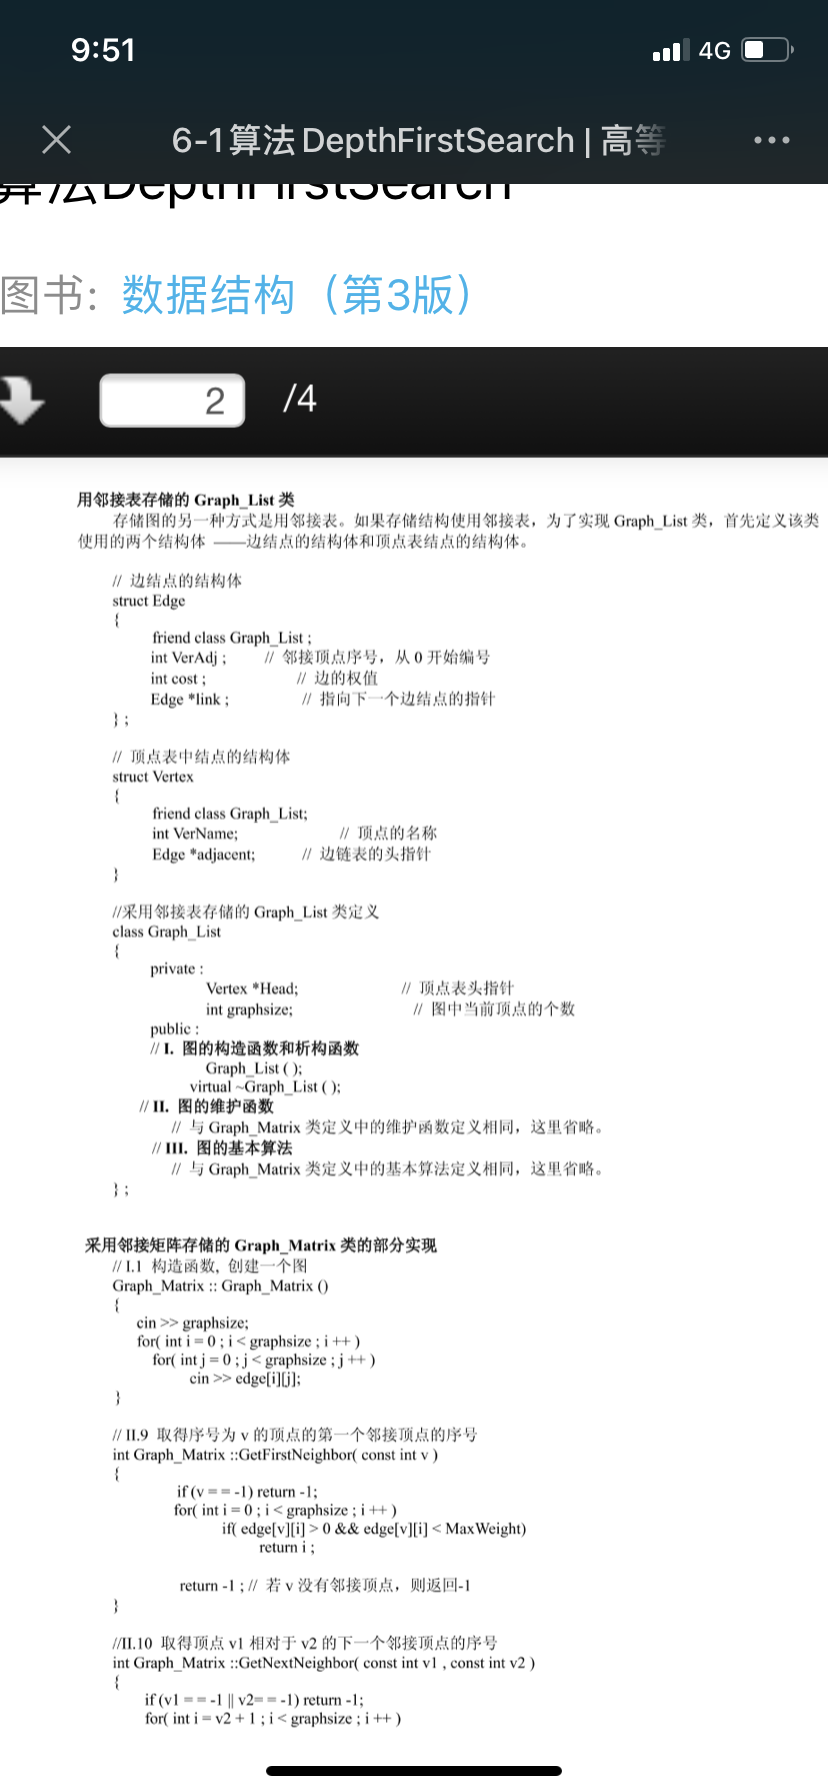 9:51
4G
6-1算法 DepthFirstSearch | 高等
算法DepthFirstSearch
图书: 数据结构（第3版）
2 /4
用邻接表存储的 Graph_List 类
存储图的另一种方式是用邻接表。如果存储结构使用邻接表，为了实现 Graph_List 类，首先定义该类
使用的两个结构体 ——边结点的结构体和顶点表结点的结构体。
// 边结点的结构体
struct Edge
{
friend class Graph_List ;
int VerAdj ; // 邻接顶点序号，从 0 开始编号
int cost ; // 边的权值
Edge *link ; // 指向下一个边结点的指针
} ;
// 顶点表中结点的结构体
struct Vertex
{
friend class Graph_List;
int VerName; // 顶点的名称
Edge *adjacent; // 边链表的头指针
}
//采用邻接表存储的 Graph_List 类定义
class Graph_List
{
private :
Vertex *Head; // 顶点表头指针
int graphsize; // 图中当前顶点的个数
public :
// I. 图的构造函数和析构函数
Graph_List ( );
virtual ~Graph_List ( );
// II. 图的维护函数
// 与 Graph_Matrix 类定义中的维护函数定义相同，这里省略。
// III. 图的基本算法
// 与 Graph_Matrix 类定义中的基本算法定义相同，这里省略。
} ;
采用邻接矩阵存储的 Graph_Matrix 类的部分实现
// I.1 构造函数, 创建一个图
Graph_Matrix :: Graph_Matrix ()
{
cin >> graphsize;
for( int i = 0 ; i < graphsize ; i ++ )
for( int j = 0 ; j < graphsize ; j ++ )
cin >> edge[i][j];
}
// II.9 取得序号为 v 的顶点的第一个邻接顶点的序号
int Graph_Matrix ::GetFirstNeighbor( const int v )
{
if (v = = -1) return -1;
for( int i = 0 ; i < graphsize ; i ++ )
if( edge[v][i] > 0 && edge[v][i] < MaxWeight)
return i ;
return -1 ; // 若 v 没有邻接顶点，则返回-1
}
//II.10 取得顶点 v1 相对于 v2 的下一个邻接顶点的序号
int Graph_Matrix ::GetNextNeighbor( const int v1 , const int v2 )
{
if (v1 = = -1 || v2= = -1) return -1;
for( int i = v2 + 1 ; i < graphsize ; i ++ )